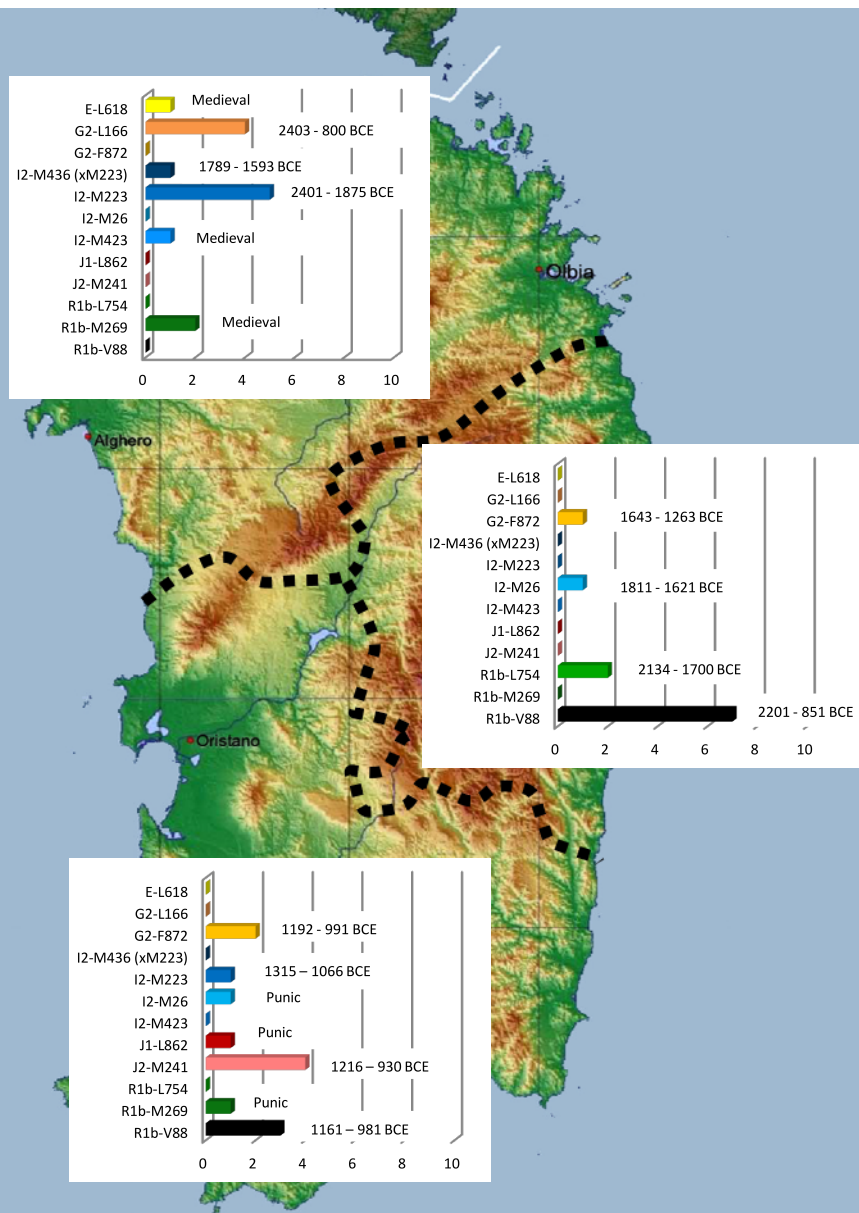 E-L618 Medieval
G2-L166 2403 - 800 BCE
G2-F872
I2-M436 (xM223) 1789 - 1593 BCE
I2-M223 2401 - 1875 BCE
I2-M26
I2-M423 Medieval
J1-L862
J2-M241
R1b-L754
R1b-M269 Medieval
R1b-V88
0 2 4 6 8 10
Olbia
Alghero
E-L618
G2-L166
G2-F872 1643 - 1263 BCE
I2-M436 (xM223)
I2-M223
I2-M26 1811 - 1621 BCE
I2-M423
J1-L862
J2-M241
R1b-L754 2134 - 1700 BCE
R1b-M269
R1b-V88 2201 - 851 BCE
0 2 4 6 8 10
Oristano
E-L618
G2-L166
G2-F872 1192 - 991 BCE
I2-M436 (xM223)
I2-M223 1315 – 1066 BCE
I2-M26 Punic
I2-M423
J1-L862 Punic
J2-M241 1216 – 930 BCE
R1b-L754
R1b-M269 Punic
R1b-V88 1161 – 981 BCE
0 2 4 6 8 10